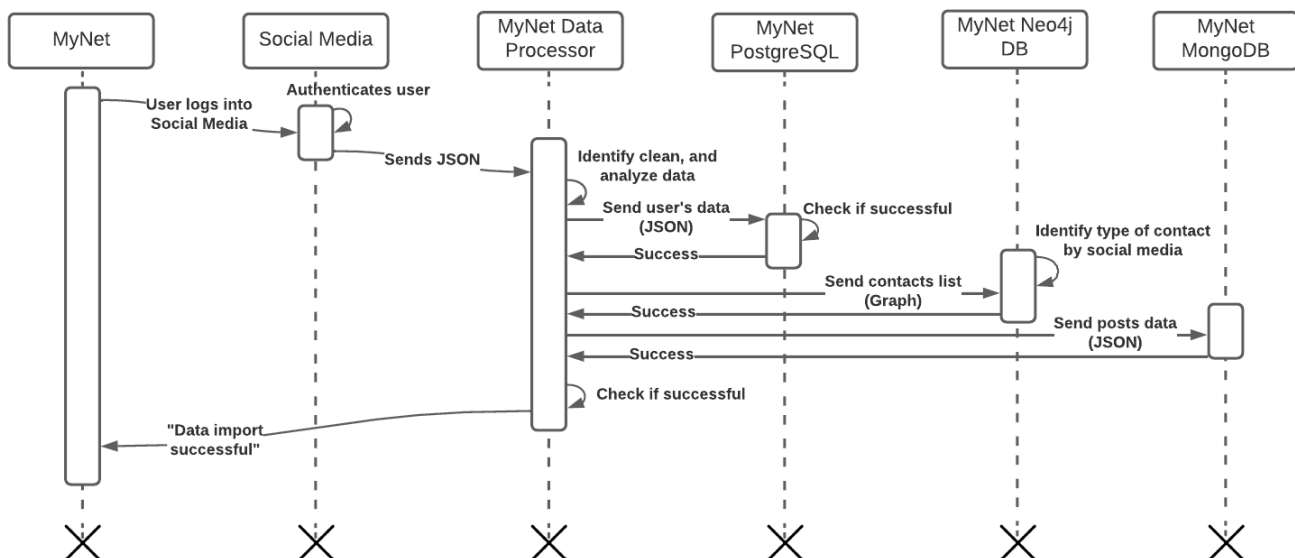 MyNet
Social Media
MyNet Data
Processor
MyNet
PostgreSQL
MyNet Neo4j
DB
MyNet
MongoDB
User logs into
Social Media
Authenticates user
Sends JSON
Identify clean, and
analyze data
Send user's data
(JSON)
Check if successful
Success
Identify type of contact
by social media
Send contacts list
(Graph)
Success
Send posts data
(JSON)
Success
Check if successful
"Data import
successful"